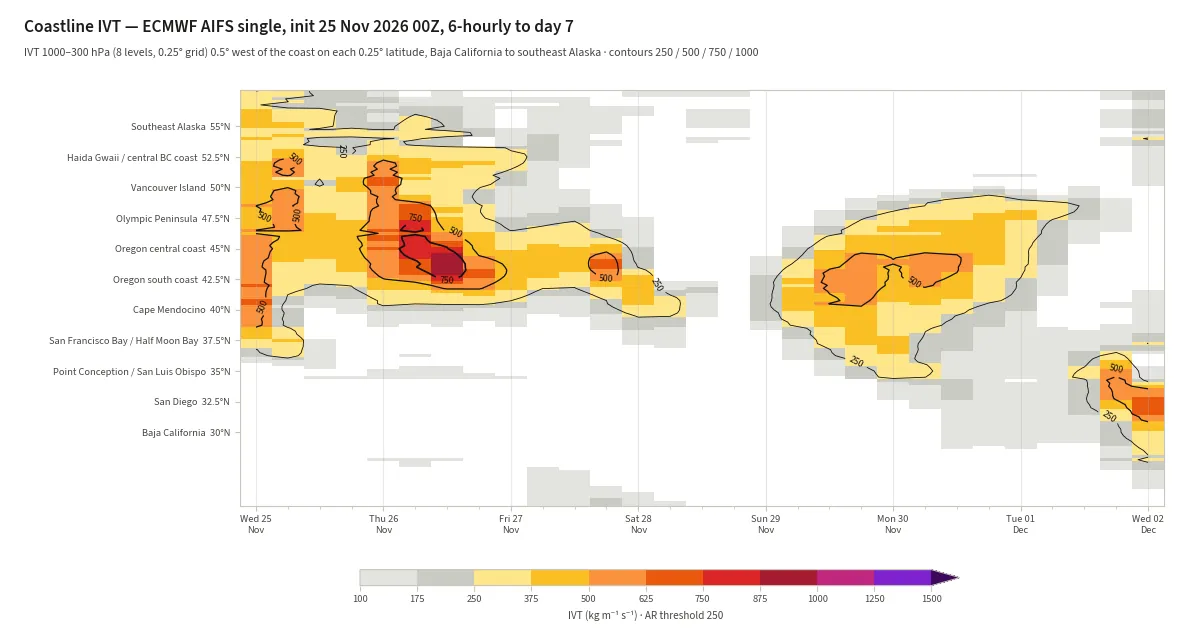 Coastline IVT — ECMWF AIFS single, init 25 Nov 2026 00Z, 6-hourly to day 7
IVT 1000–300 hPa (8 levels, 0.25° grid) 0.5° west of the coast on each 0.25° latitude, Baja California to southeast Alaska · contours 250 / 500 / 750 / 1000
Southeast Alaska 55°N
Haida Gwaii / central BC coast 52.5°N
Vancouver Island 50°N
Olympic Peninsula 47.5°N
Oregon central coast 45°N
Oregon south coast 42.5°N
Cape Mendocino 40°N
San Francisco Bay / Half Moon Bay 37.5°N
Point Conception / San Luis Obispo 35°N
San Diego 32.5°N
Baja California 30°N
250
500
500
500
750
500
750
500
500
250
500
250
500
250
Wed 25 Nov
Thu 26 Nov
Fri 27 Nov
Sat 28 Nov
Sun 29 Nov
Mon 30 Nov
Tue 01 Dec
Wed 02 Dec
100 175 250 375 500 625 750 875 1000 1250 1500
IVT (kg m⁻¹ s⁻¹) · AR threshold 250